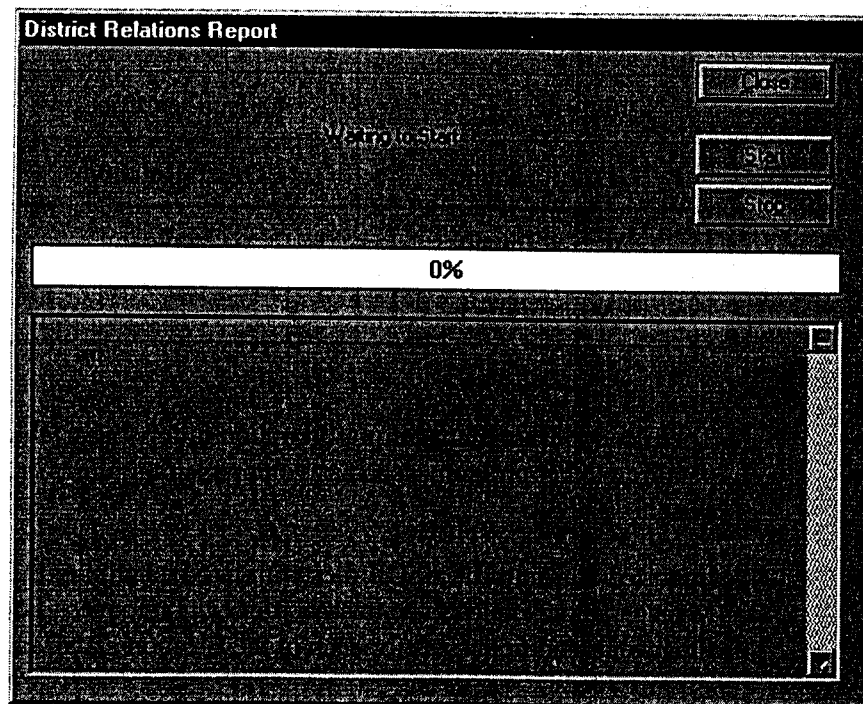 District Relations Report
Close
Waiting to Start
Start
Stop
0%